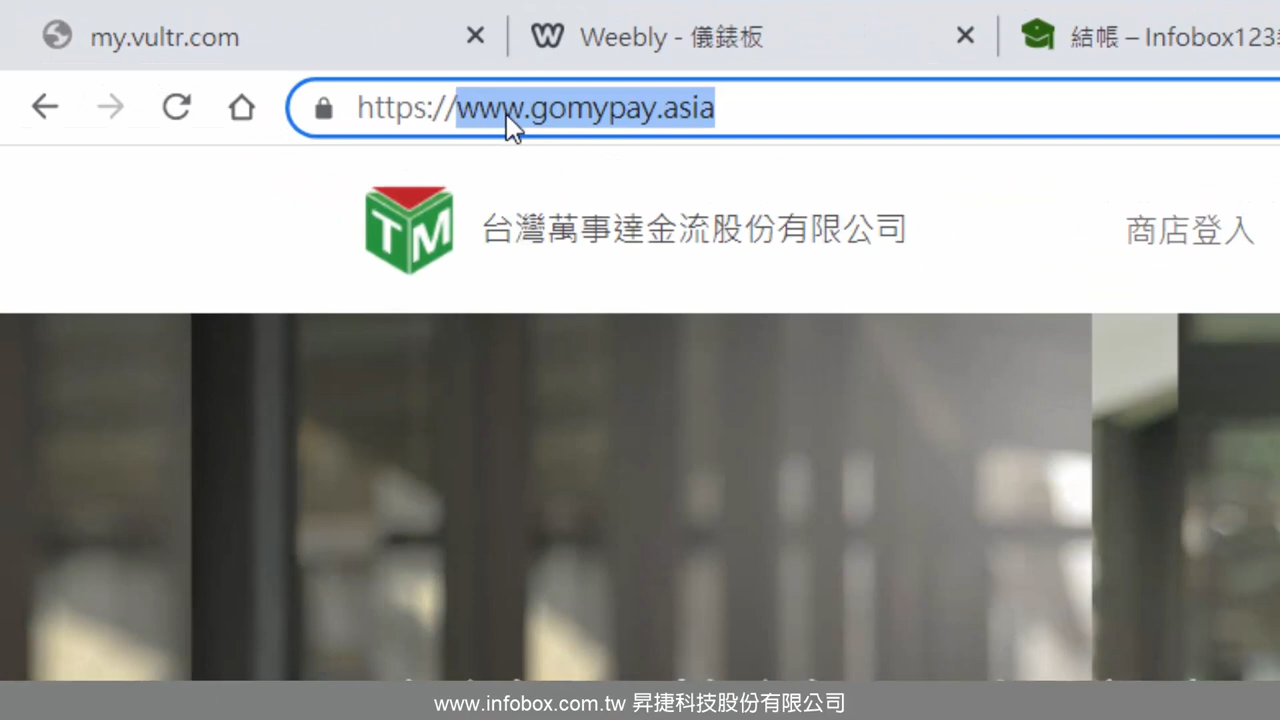 my.vultr.com
Weebly - 儀錶板
結帳 – Infobox123
https://www.gomypay.asia
TM
台灣萬事達金流股份有限公司
商店登入
www.infobox.com.tw 昇捷科技股份有限公司